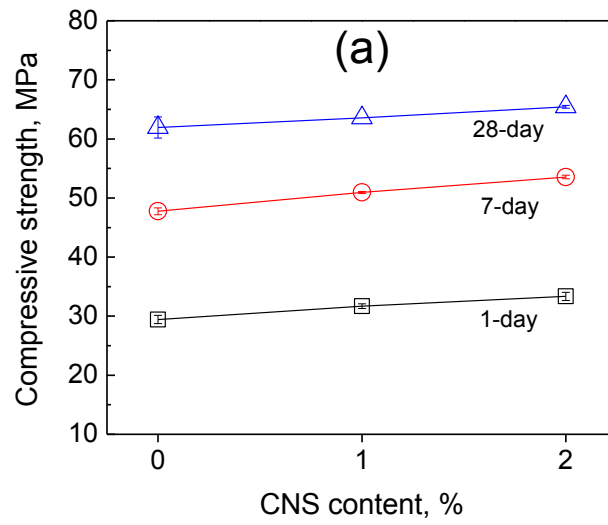 (a)
Compressive strength, MPa
80
70
60
50
40
30
20
10
28-day
7-day
1-day
0
1
2
CNS content, %